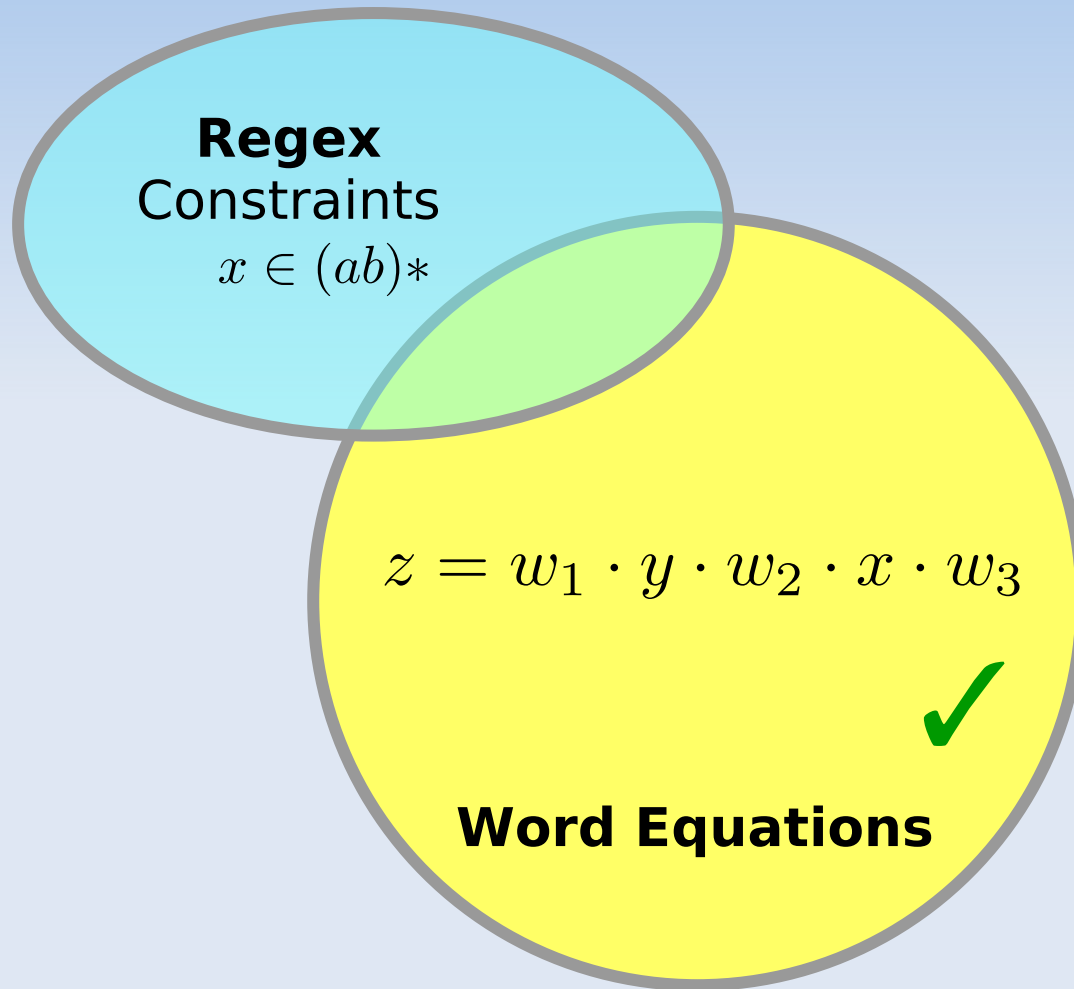 Regex
Constraints
x ∈ (ab)*
z = w₁ · y · w₂ · x · w₃
✓
Word Equations